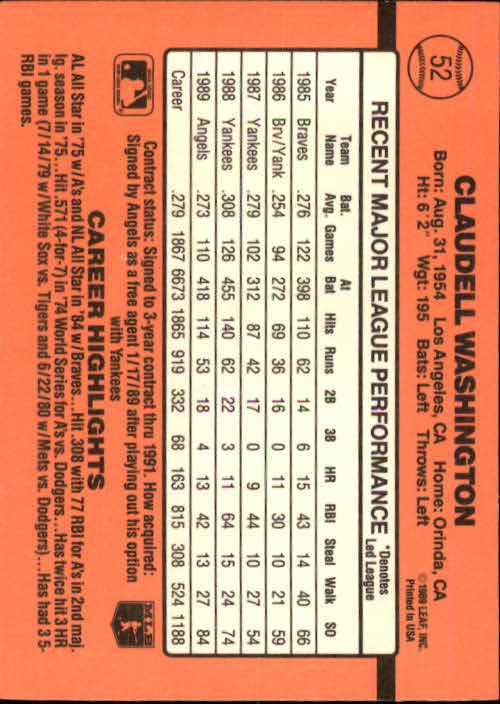 52
CLAUDELL WASHINGTON
Born: Aug. 31, 1954 Los Angeles, CA Home: Orinda, CA
Ht: 6'2" Wgt: 195 Bats: Left Throws: Left
©1989 LEAF, INC.
Printed in USA
RECENT MAJOR LEAGUE PERFORMANCE *Denotes Led League
Year Team Name Bat. Avg. Games At Bat Hits Runs 2B 3B HR RBI Steal Walk SO
1985 Braves .276 122 398 110 62 14 6 15 43 14 40 66
1986 Brv/Yank .254 94 272 69 36 16 0 11 30 10 21 59
1987 Yankees .279 102 312 87 42 17 0 9 44 10 27 54
1988 Yankees .308 126 455 140 62 22 3 11 64 15 24 74
1989 Angels .273 110 418 114 53 18 4 13 42 13 27 84
Career .279 1867 6673 1865 919 332 68 163 815 308 524 1188
Contract status: Signed to 3-year contract thru 1991. How acquired:
Signed by Angels as a free agent 1/17/89 after playing out his option
with Yankees
MLB
CAREER HIGHLIGHTS
AL All Star in '75 w/A's and NL All Star in '84 w/Braves...Hit .308 with 77 RBI for A's in 2nd maj-
lg. season in '75...Hit .571 (4-for-7) in '74 World Series for A's vs. Dodgers...Has twice hit 3 HR
in 1 game (7/14/79 w/White Sox vs. Tigers and 6/22/80 w/Mets vs. Dodgers)...Has had 3 5-
RBI games.